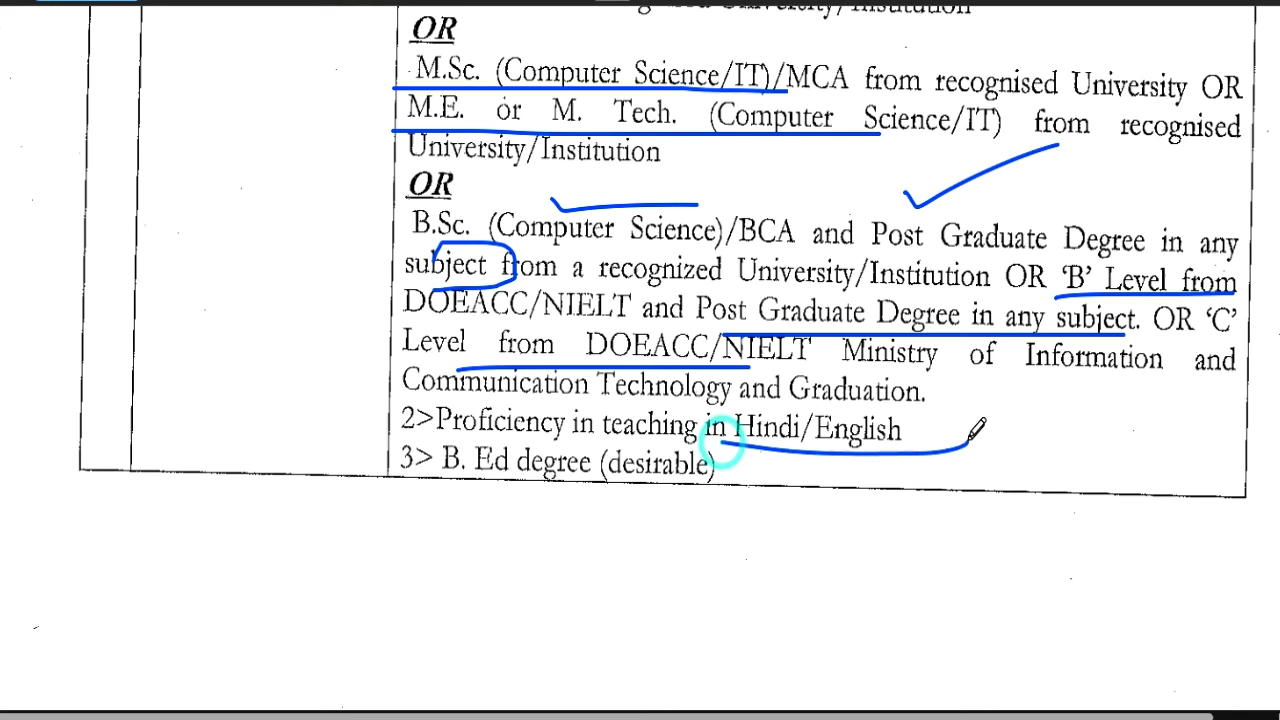 University/Institution
OR
M.Sc. (Computer Science/IT)/MCA from recognised University OR
M.E. or M. Tech. (Computer Science/IT) from recognised
University/Institution
OR
B.Sc. (Computer Science)/BCA and Post Graduate Degree in any
subject from a recognized University/Institution OR ‘B’ Level from
DOEACC/NIELT and Post Graduate Degree in any subject. OR ‘C’
Level from DOEACC/NIELT Ministry of Information and
Communication Technology and Graduation.
2>Proficiency in teaching in Hindi/English
3> B. Ed degree (desirable)